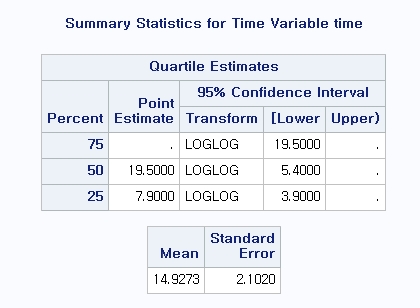 Summary Statistics for Time Variable time
Quartile Estimates
Percent Point Estimate 95% Confidence Interval
Transform [Lower Upper)
75 . LOGLOG 19.5000 .
50 19.5000 LOGLOG 5.4000 .
25 7.9000 LOGLOG 3.9000 .
Mean Standard Error
14.9273 2.1020